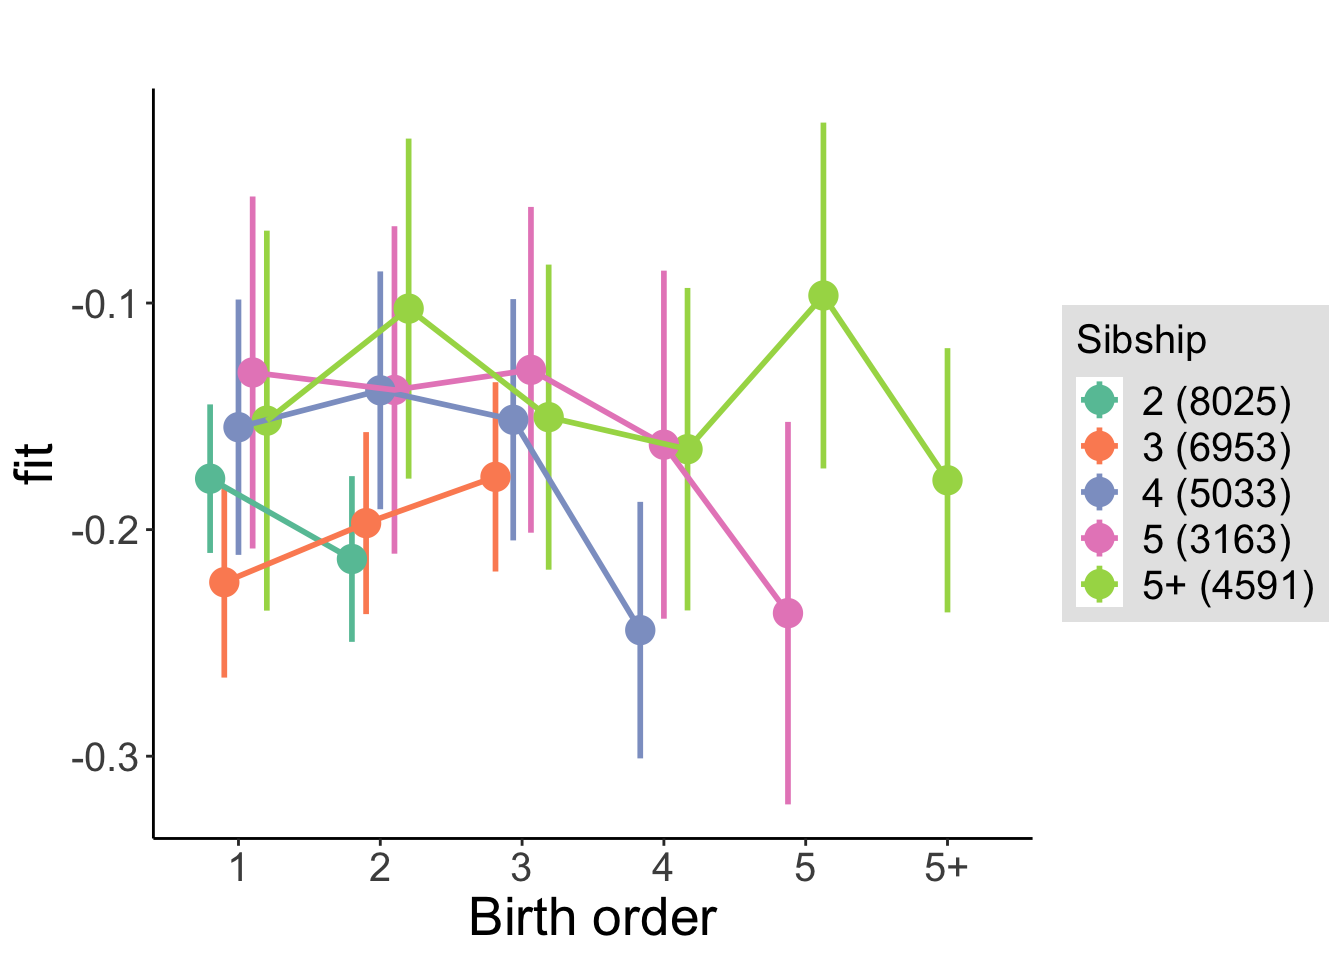 fit
-0.1
-0.2
-0.3
1 2 3 4 5 5+
Birth order
Sibship
2 (8025)
3 (6953)
4 (5033)
5 (3163)
5+ (4591)